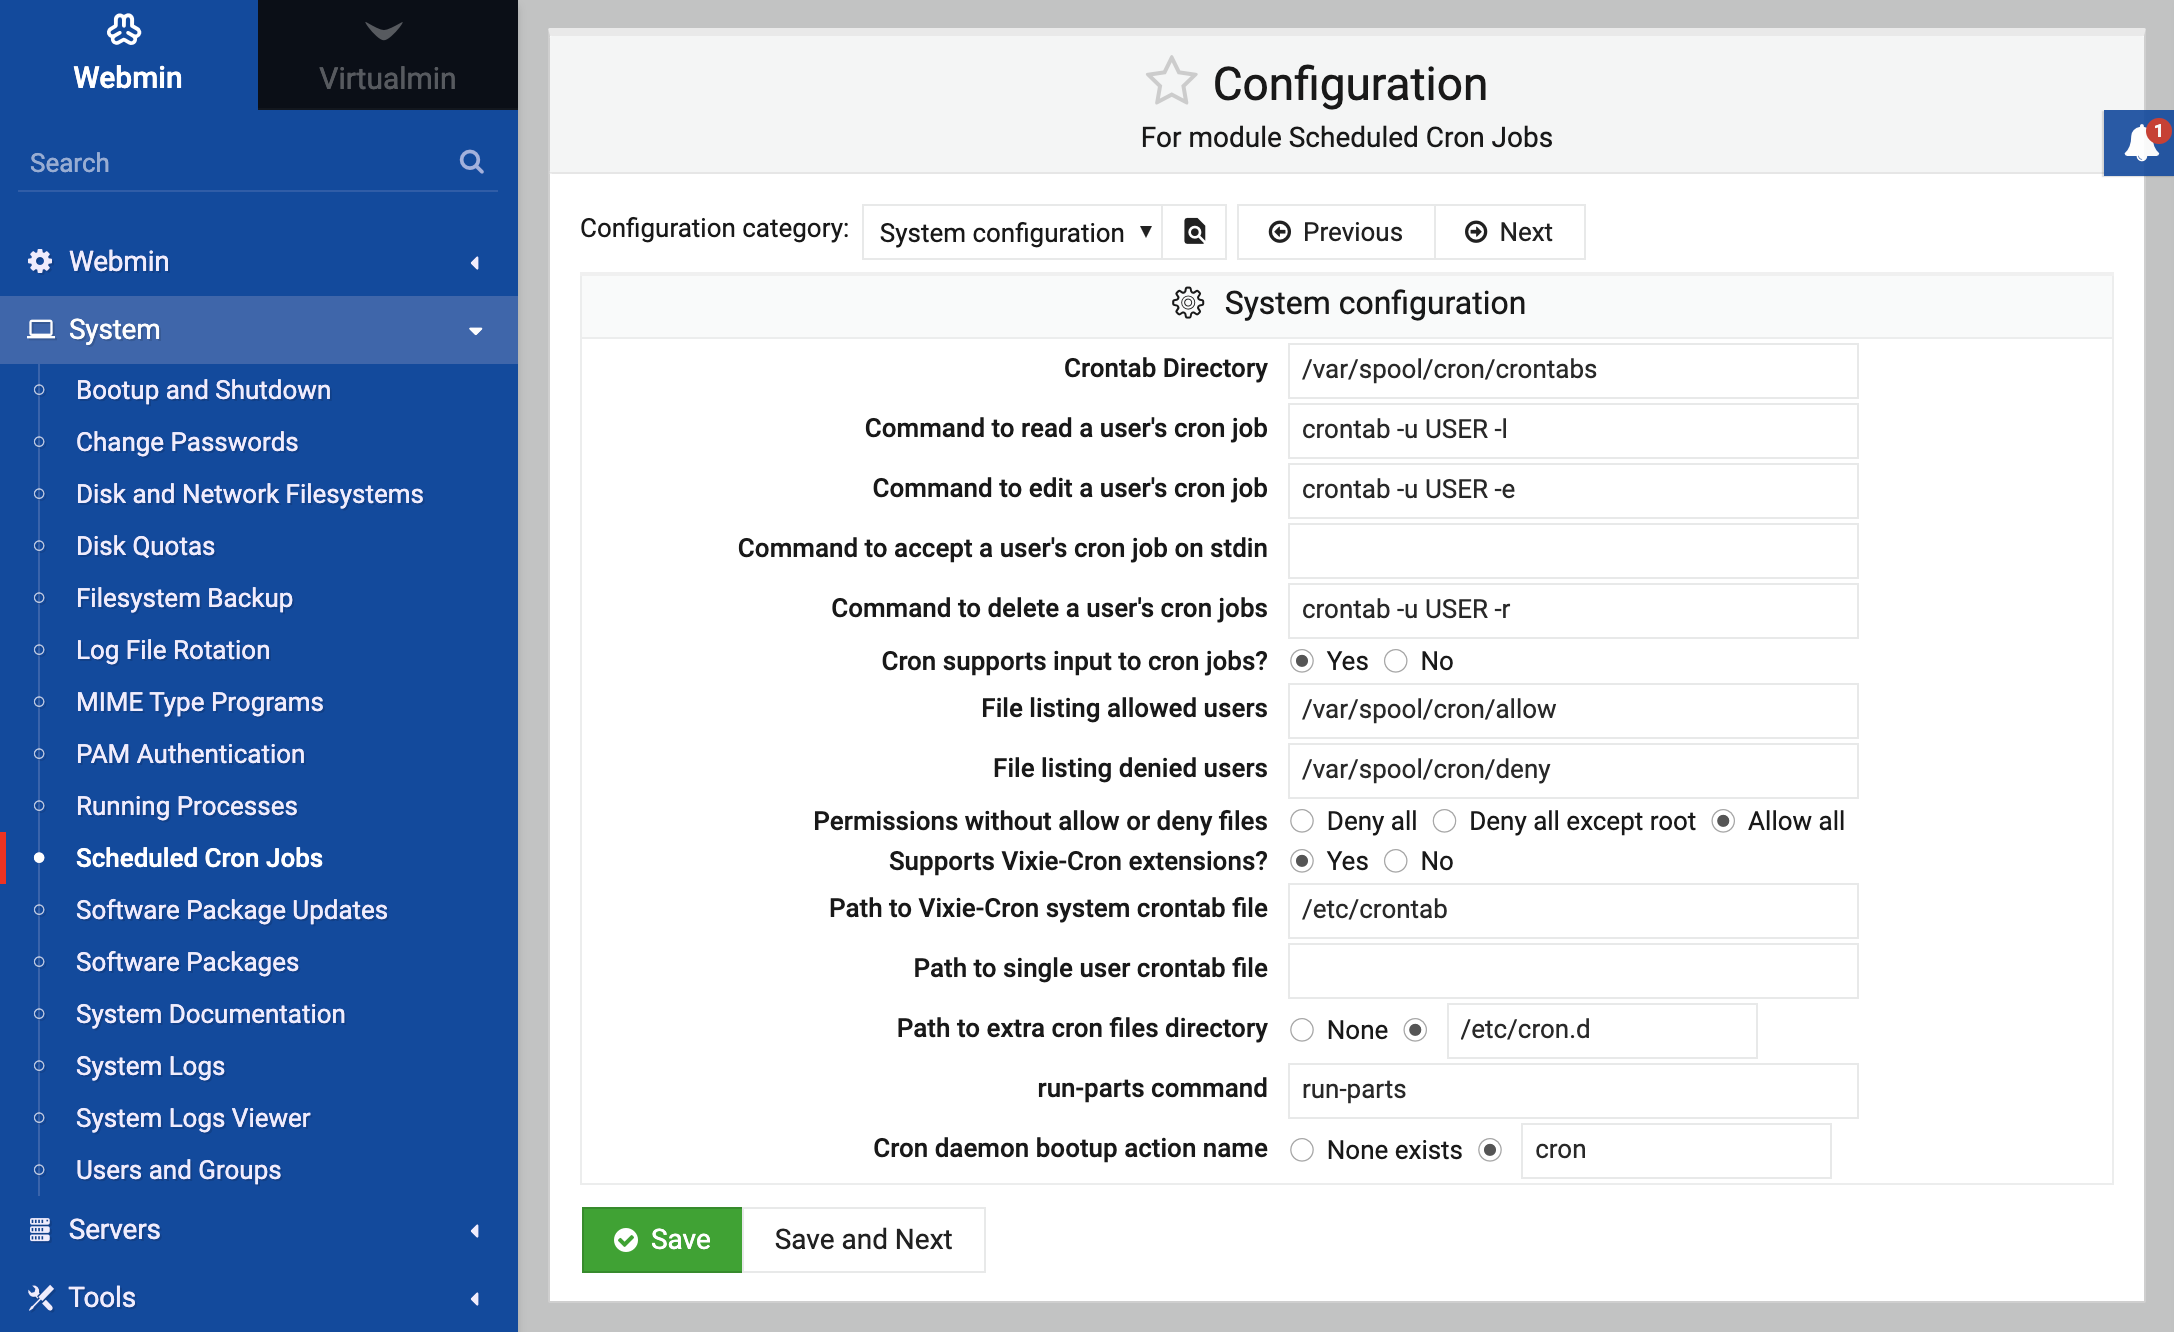 Webmin
Virtualmin
Search
Webmin
System
Bootup and Shutdown
Change Passwords
Disk and Network Filesystems
Disk Quotas
Filesystem Backup
Log File Rotation
MIME Type Programs
PAM Authentication
Running Processes
Scheduled Cron Jobs
Software Package Updates
Software Packages
System Documentation
System Logs
System Logs Viewer
Users and Groups
Servers
Tools
Configuration
For module Scheduled Cron Jobs
1
Configuration category: System configuration Previous Next
System configuration
Crontab Directory /var/spool/cron/crontabs
Command to read a user's cron job crontab -u USER -l
Command to edit a user's cron job crontab -u USER -e
Command to accept a user's cron job on stdin
Command to delete a user's cron jobs crontab -u USER -r
Cron supports input to cron jobs? Yes No
File listing allowed users /var/spool/cron/allow
File listing denied users /var/spool/cron/deny
Permissions without allow or deny files Deny all Deny all except root Allow all
Supports Vixie-Cron extensions? Yes No
Path to Vixie-Cron system crontab file /etc/crontab
Path to single user crontab file
Path to extra cron files directory None /etc/cron.d
run-parts command run-parts
Cron daemon bootup action name None exists cron
Save Save and Next